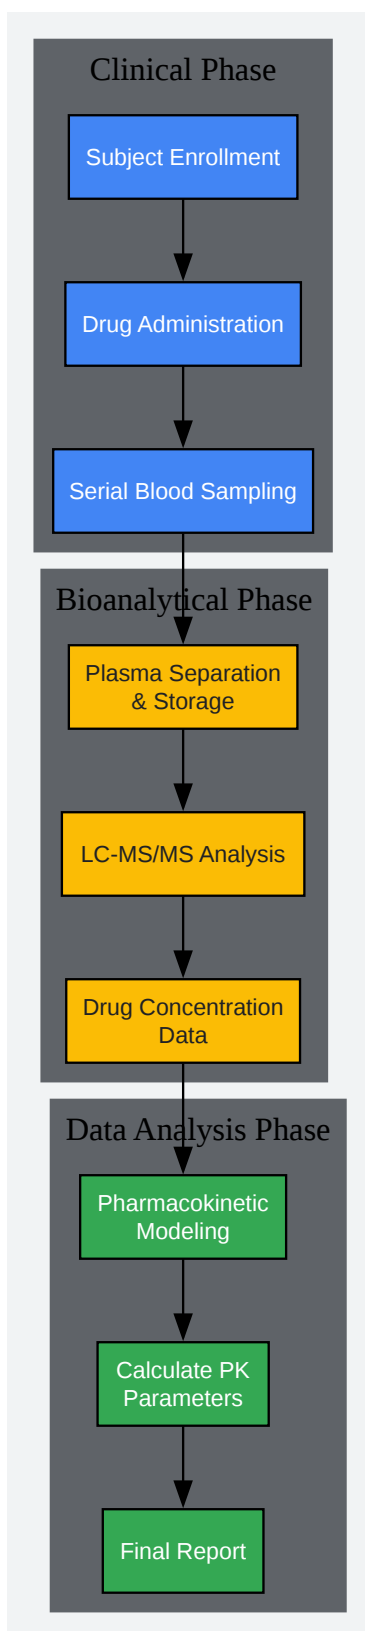 Clinical Phase
Subject Enrollment
Drug Administration
Serial Blood Sampling
Bioanalytical Phase
Plasma Separation
& Storage
LC-MS/MS Analysis
Drug Concentration
Data
Data Analysis Phase
Pharmacokinetic
Modeling
Calculate PK
Parameters
Final Report